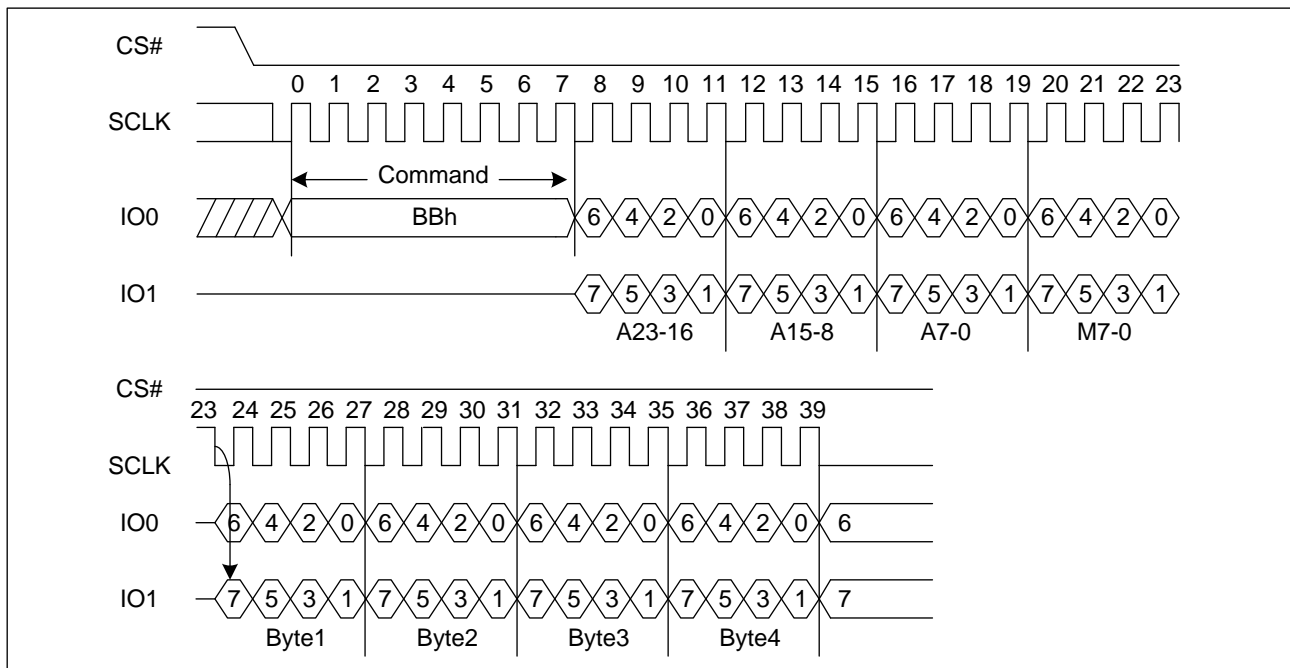 CS#
0 1 2 3 4 5 6 7 8 9 10 11 12 13 14 15 16 17 18 19 20 21 22 23
SCLK
Command
IO0 BBh 6 4 2 0 6 4 2 0 6 4 2 0 6 4 2 0
IO1 7 5 3 1 7 5 3 1 7 5 3 1 7 5 3 1
A23-16 A15-8 A7-0 M7-0
CS#
23 24 25 26 27 28 29 30 31 32 33 34 35 36 37 38 39
SCLK
IO0 6 4 2 0 6 4 2 0 6 4 2 0 6 4 2 0 6
IO1 7 5 3 1 7 5 3 1 7 5 3 1 7 5 3 1 7
Byte1 Byte2 Byte3 Byte4